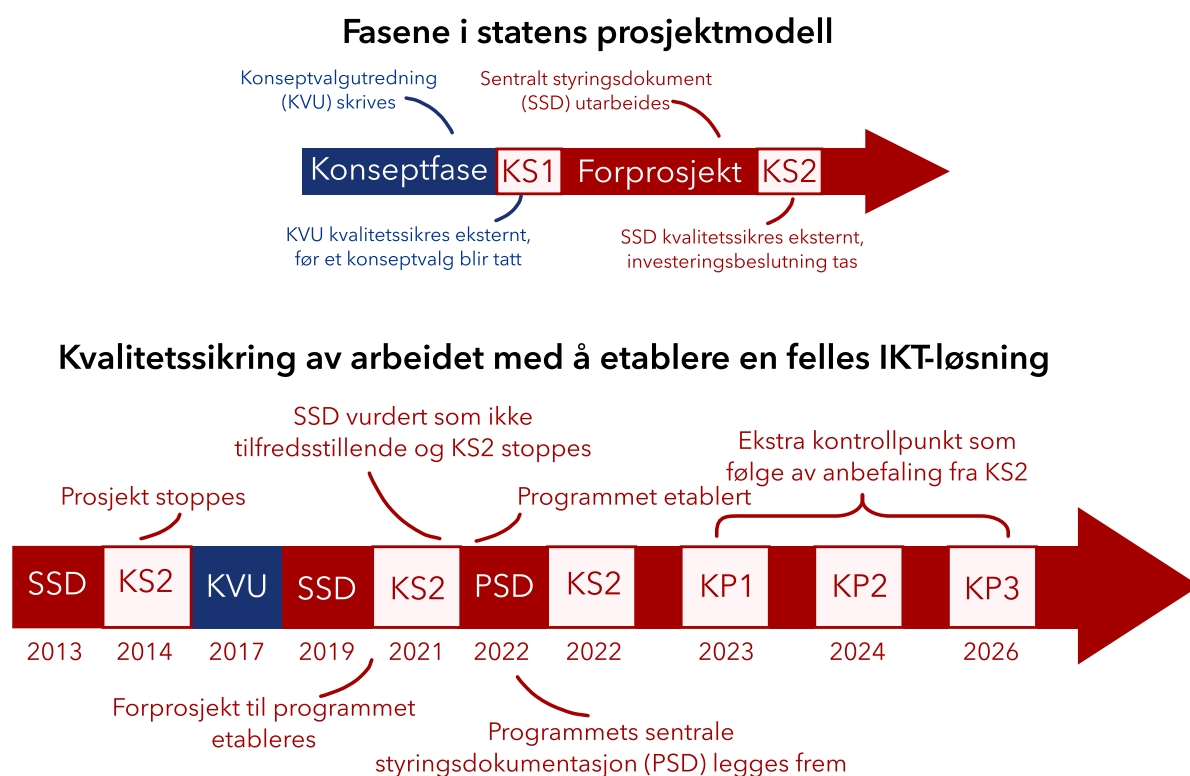 Fasene i statens prosjektmodell
Konseptvalgutredning
(KVU) skrives
Sentralt styringsdokument
(SSD) utarbeides
Konseptfase
KS1
Forprosjekt
KS2
KVU kvalitetssikres eksternt,
før et konseptvalg blir tatt
SSD kvalitetssikres eksternt,
investeringsbeslutning tas
Kvalitetssikring av arbeidet med å etablere en felles IKT-løsning
SSD vurdert som ikke
tilfredsstillende og KS2 stoppes
Ekstra kontrollpunkt som
følge av anbefaling fra KS2
Prosjekt stoppes
Programmet etablert
SSD
KS2
KVU
SSD
KS2
PSD
KS2
KP1
KP2
KP3
2013
2014
2017
2019
2021
2022
2022
2023
2024
2026
Forprosjekt til programmet
etableres
Programmets sentrale
styringsdokumentasjon (PSD) legges frem